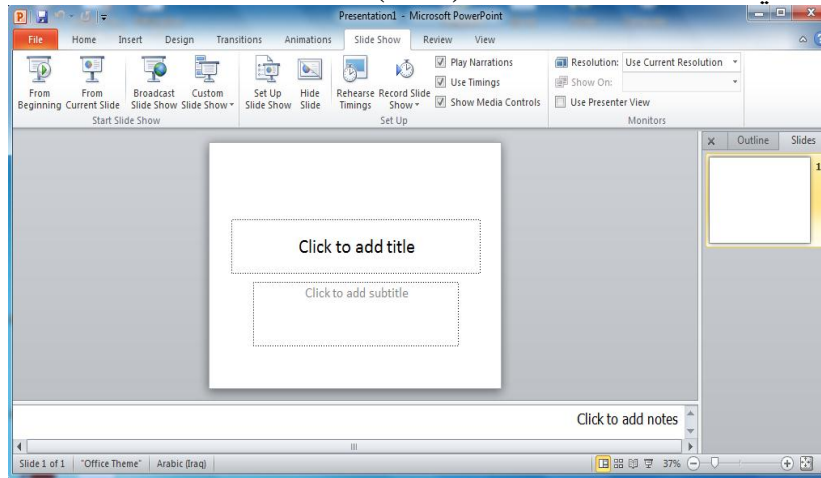 Presentation1 - Microsoft PowerPoint
File Home Insert Design Transitions Animations Slide Show Review View
From Beginning
From Current Slide
Broadcast Slide Show
Custom Slide Show
Set Up Slide Show
Hide Slide
Rehearse Timings
Record Slide Show
Play Narrations
Use Timings
Show Media Controls
Resolution: Use Current Resolution
Show On:
Use Presenter View
Start Slide Show
Set Up
Monitors
Outline Slides
1
Click to add title
Click to add subtitle
Click to add notes
Slide 1 of 1 "Office Theme" Arabic (Iraq) 37%